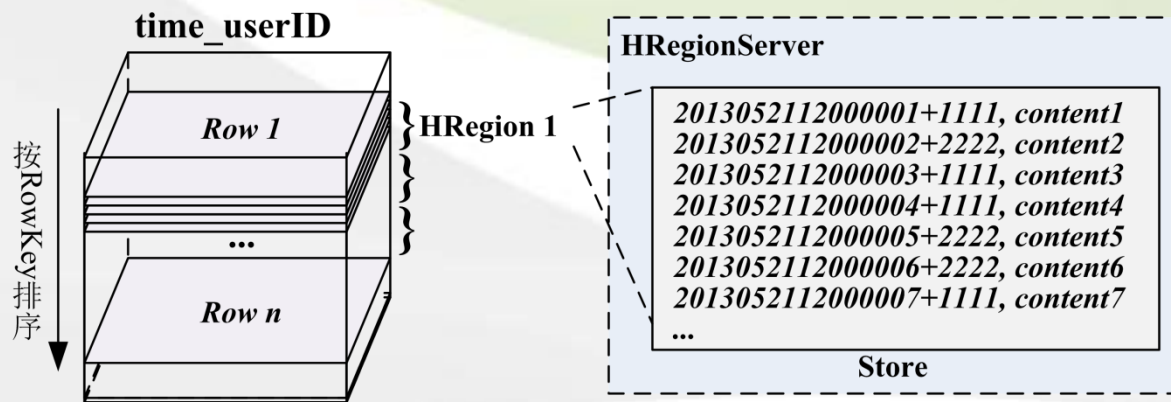 time_userID
按RowKey排序
Row 1
...
Row n
HRegion 1
HRegionServer
2013052112000001+1111, content1
2013052112000002+2222, content2
2013052112000003+1111, content3
2013052112000004+1111, content4
2013052112000005+2222, content5
2013052112000006+2222, content6
2013052112000007+1111, content7
...
Store